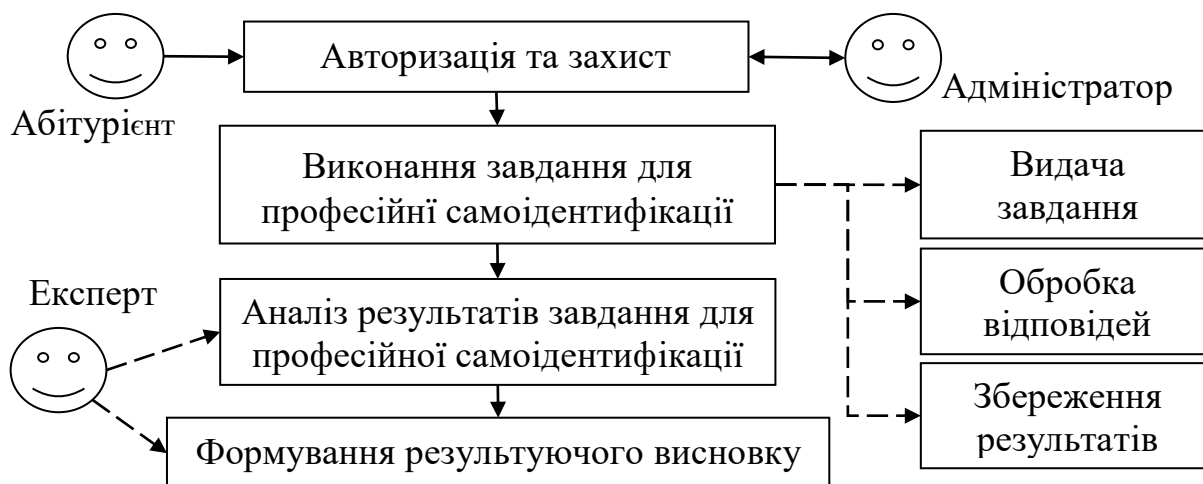 Авторизація та захист
Абітурієнт
Адміністратор
Виконання завдання для
професійнї самоідентифікації
Видача
завдання
Експерт
Аналіз результатів завдання для
професійної самоідентифікації
Обробка
відповідей
Формування результуючого висновку
Збереження
результатів